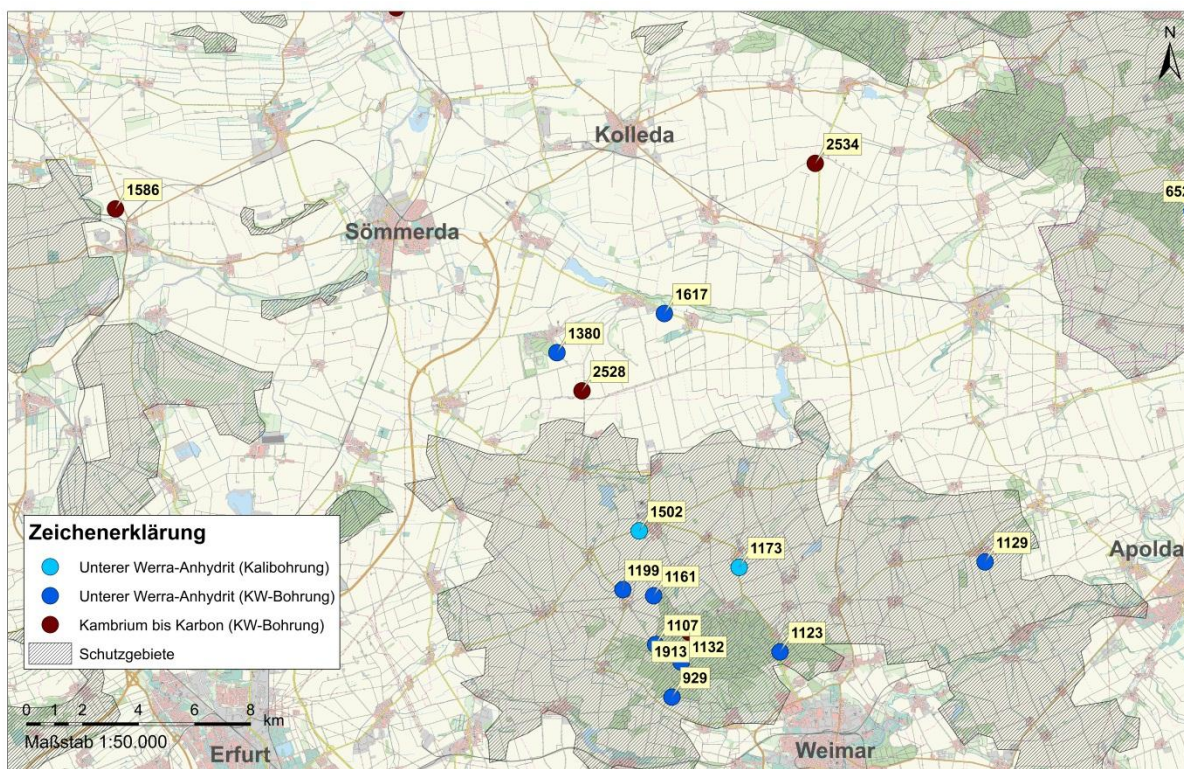 N
Kolleda
2534
652
1586
Sömmerda
1617
1380
2528
1502
1173
1129
Apolda
1199
1161
1107
1132
1913
1123
929
Zeichenerklärung
Unterer Werra-Anhydrit (Kalibohrung)
Unterer Werra-Anhydrit (KW-Bohrung)
Kambrium bis Karbon (KW-Bohrung)
Schutzgebiete
0 1 2 4 6 8
km
Maßstab 1:50.000
Erfurt
Weimar